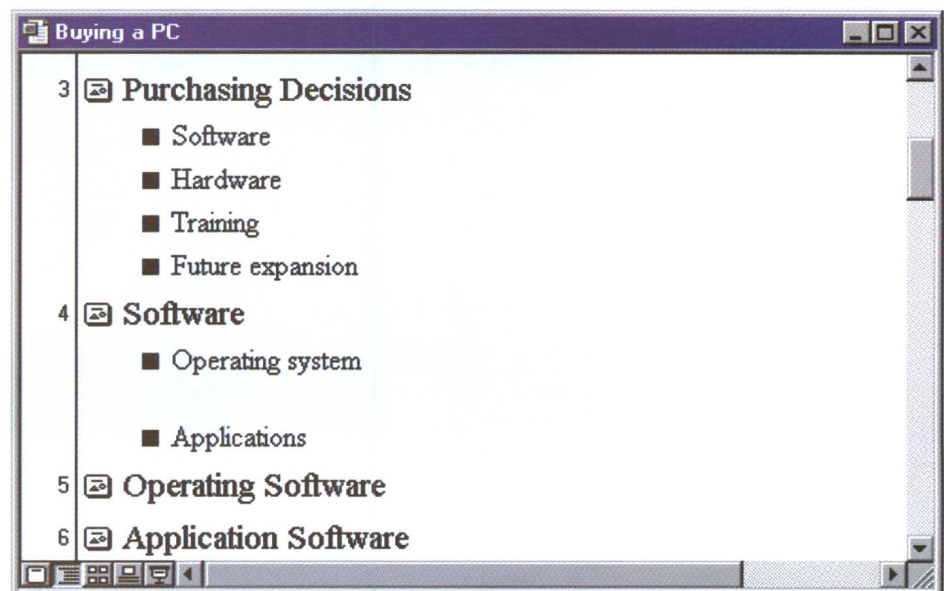 Buying a PC
3 Purchasing Decisions
■ Software
■ Hardware
■ Training
■ Future expansion
4 Software
■ Operating system
■ Applications
5 Operating Software
6 Application Software